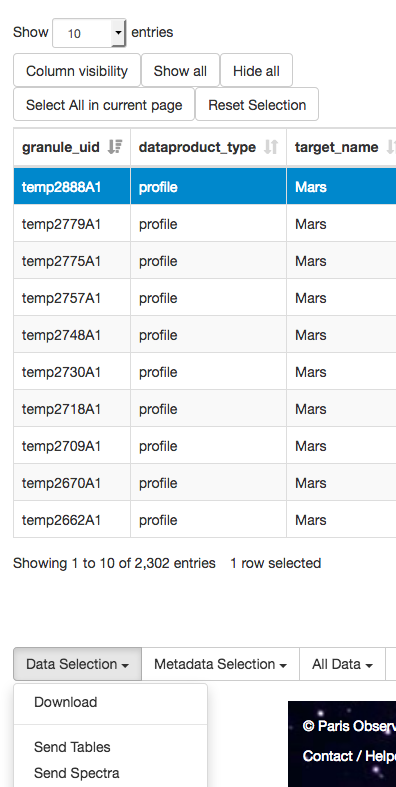 Show 10 entries
Column visibility Show all Hide all
Select All in current page Reset Selection
granule_uid dataproduct_type target_name
temp2888A1 profile Mars
temp2779A1 profile Mars
temp2775A1 profile Mars
temp2757A1 profile Mars
temp2748A1 profile Mars
temp2730A1 profile Mars
temp2718A1 profile Mars
temp2709A1 profile Mars
temp2670A1 profile Mars
temp2662A1 profile Mars
Showing 1 to 10 of 2,302 entries 1 row selected
Data Selection Metadata Selection All Data
Download
Send Tables
Send Spectra
© Paris Observ
Contact / Helpe